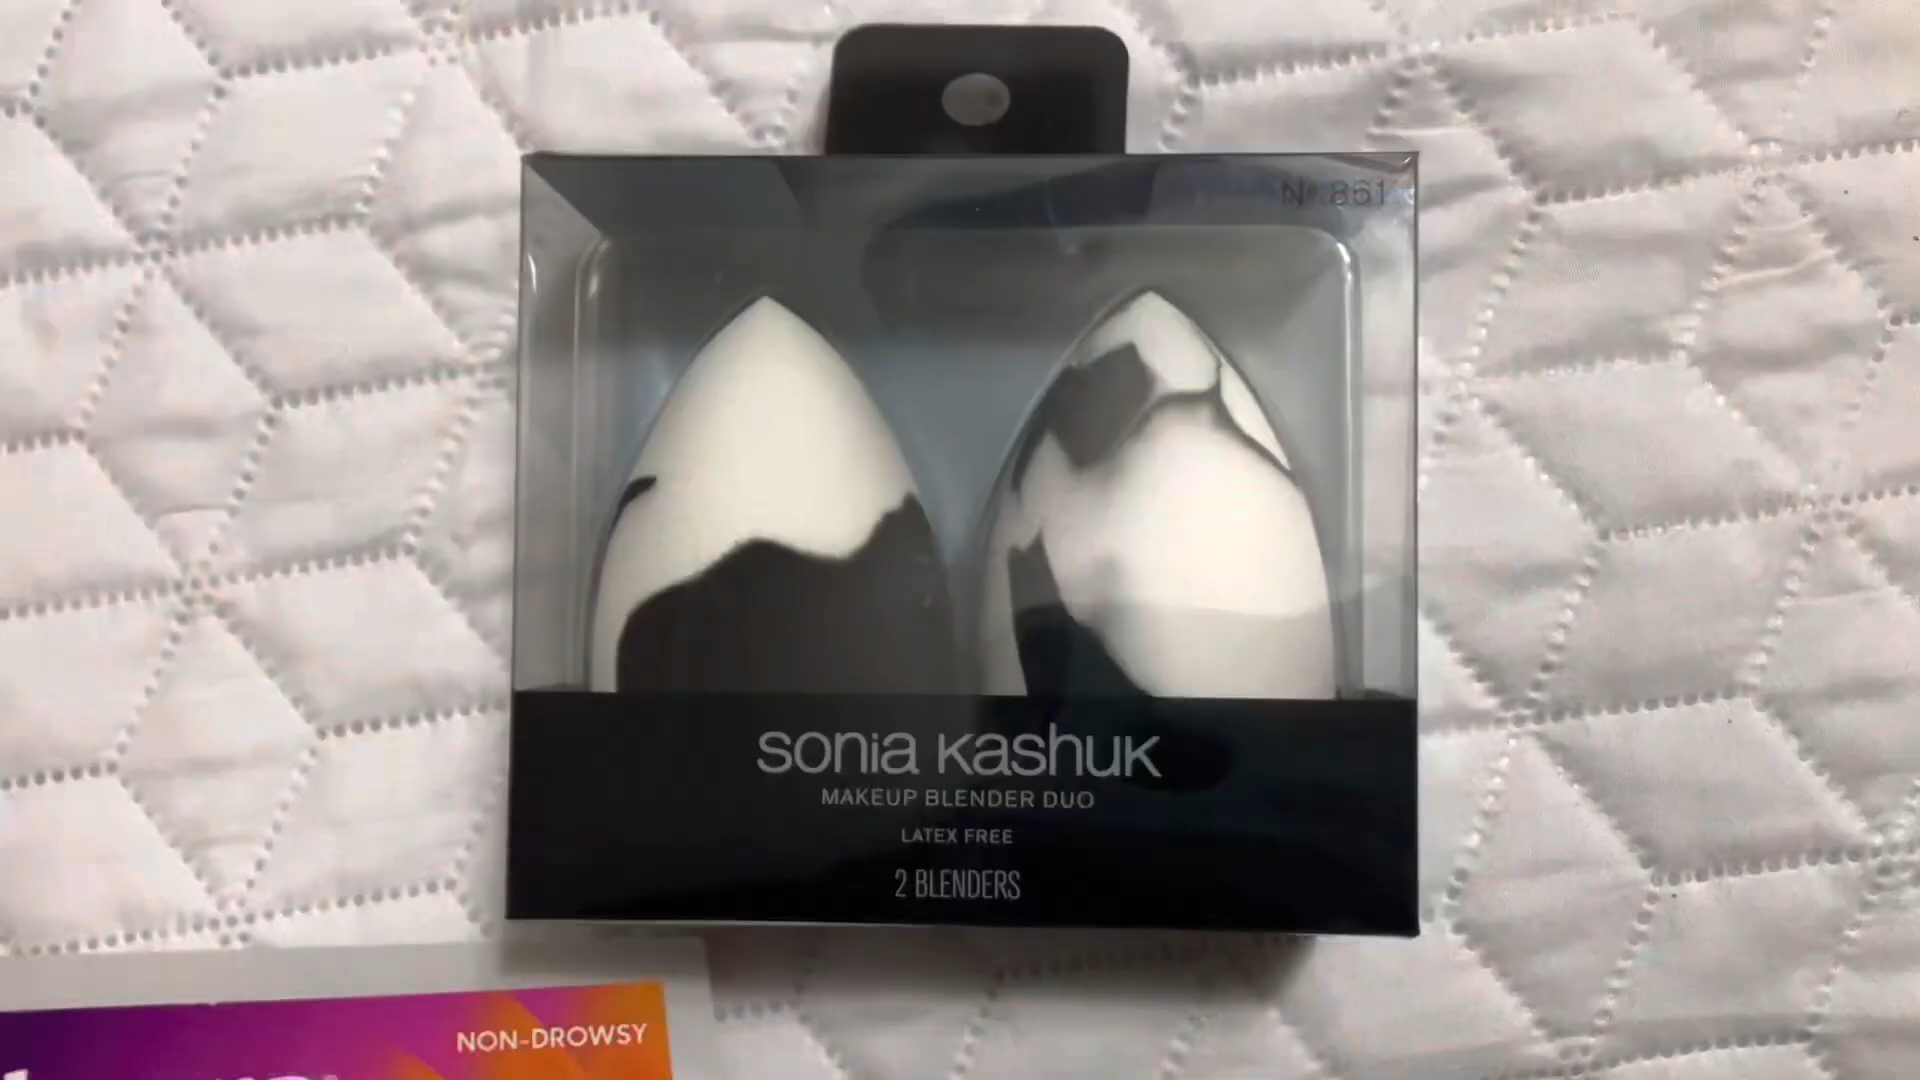 Nº 861
sonia kashuk
MAKEUP BLENDER DUO
LATEX FREE
2 BLENDERS
NON-DROWSY